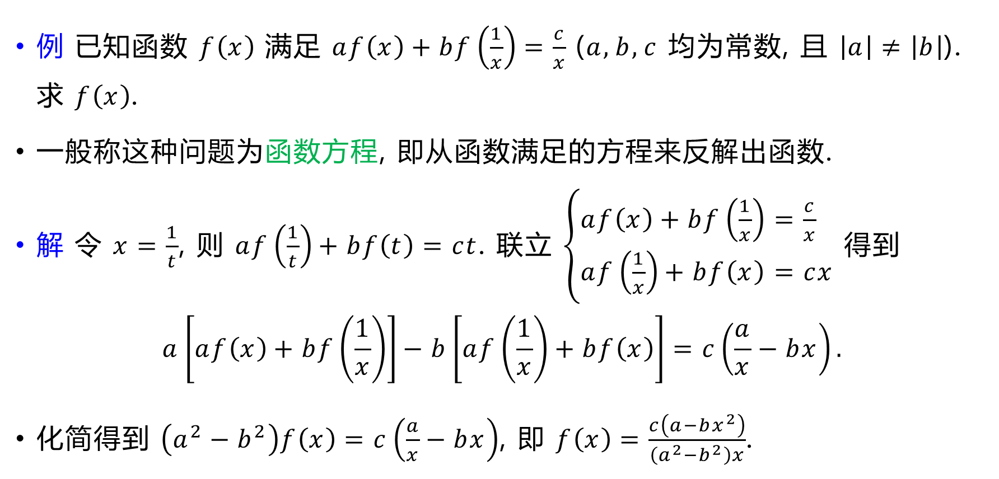 • 例 已知函数 $f(x)$ 满足 $af(x) + bf\left(\frac{1}{x}\right) = \frac{c}{x}$ ($a, b, c$ 均为常数, 且 $|a| \neq |b|$).
求 $f(x)$.
• 一般称这种问题为函数方程, 即从函数满足的方程来反解出函数.
• 解 令 $x = \frac{1}{t}$, 则 $af\left(\frac{1}{t}\right) + bf(t) = ct$. 联立 $\begin{cases} af(x) + bf\left(\frac{1}{x}\right) = \frac{c}{x} \\ af\left(\frac{1}{x}\right) + bf(x) = cx \end{cases}$ 得到
$a\left[af(x) + bf\left(\frac{1}{x}\right)\right] - b\left[af\left(\frac{1}{x}\right) + bf(x)\right] = c\left(\frac{a}{x} - bx\right).$
• 化简得到 $(a^2 - b^2)f(x) = c\left(\frac{a}{x} - bx\right)$, 即 $f(x) = \frac{c(a - bx^2)}{(a^2 - b^2)x}$.